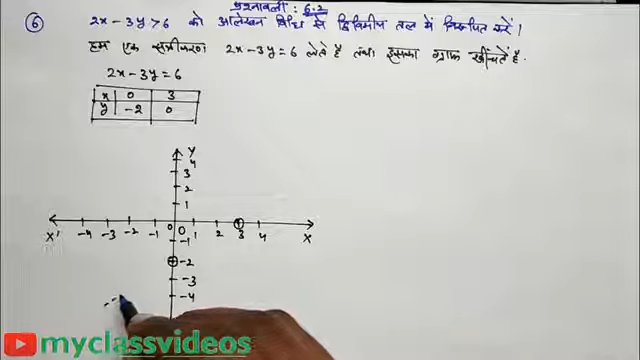 प्रश्नावली : 6.2
⑥ 2x - 3y > 6 को आलेखन विधि से द्विविमीय तल में निरूपित करें।
हम एक समीकरण 2x - 3y = 6 लेते है तथा इसका ग्राफ खींचतें है.
2x - 3y = 6
x 0 3
y -2 0
Y
4
3
2
1
X' -4 -3 -2 -1 0 0 1 2 3 4 X
-1
-2
-3
-4
myclassvideos